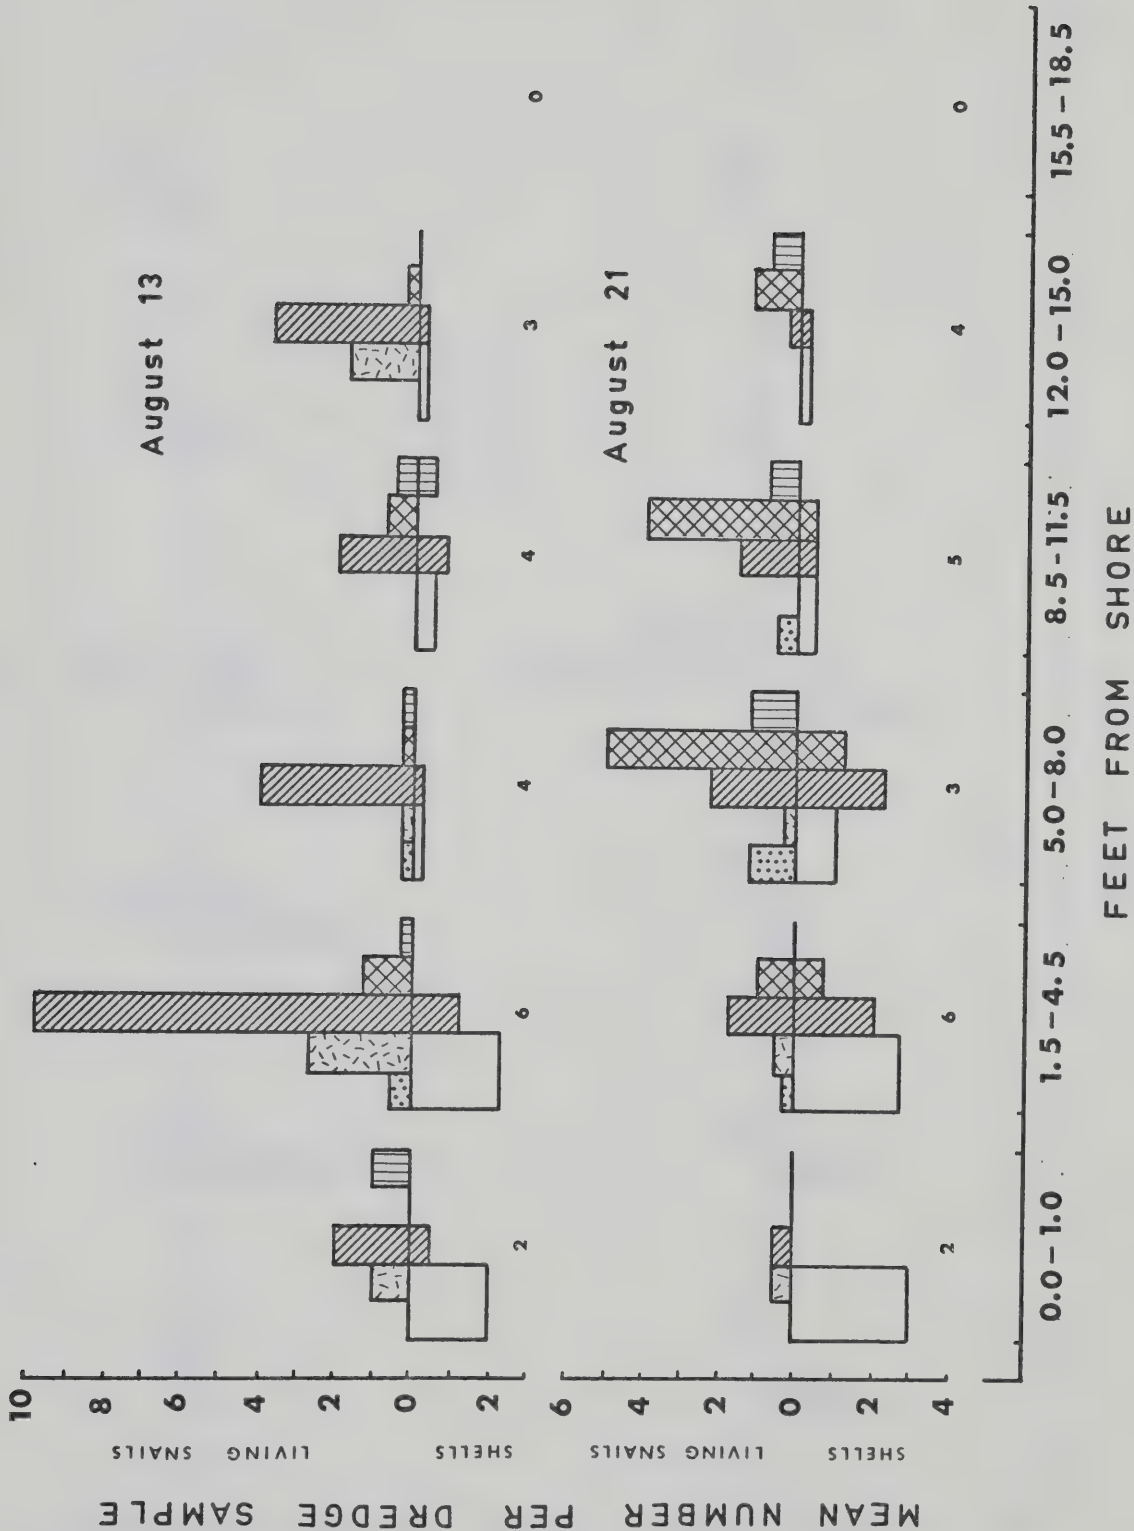 MEAN NUMBER PER DREDGE SAMPLE
SHELLS LIVING SNAILS SHELLS LIVING SNAILS
10
8
6
4
2
0
2
August 13
2 6 4 4 3 0
6
4
2
0
2
4
August 21
2 6 3 5 4 0
0.0-1.0 1.5-4.5 5.0-8.0 8.5-11.5 12.0-15.0 15.5-18.5
FEET FROM SHORE